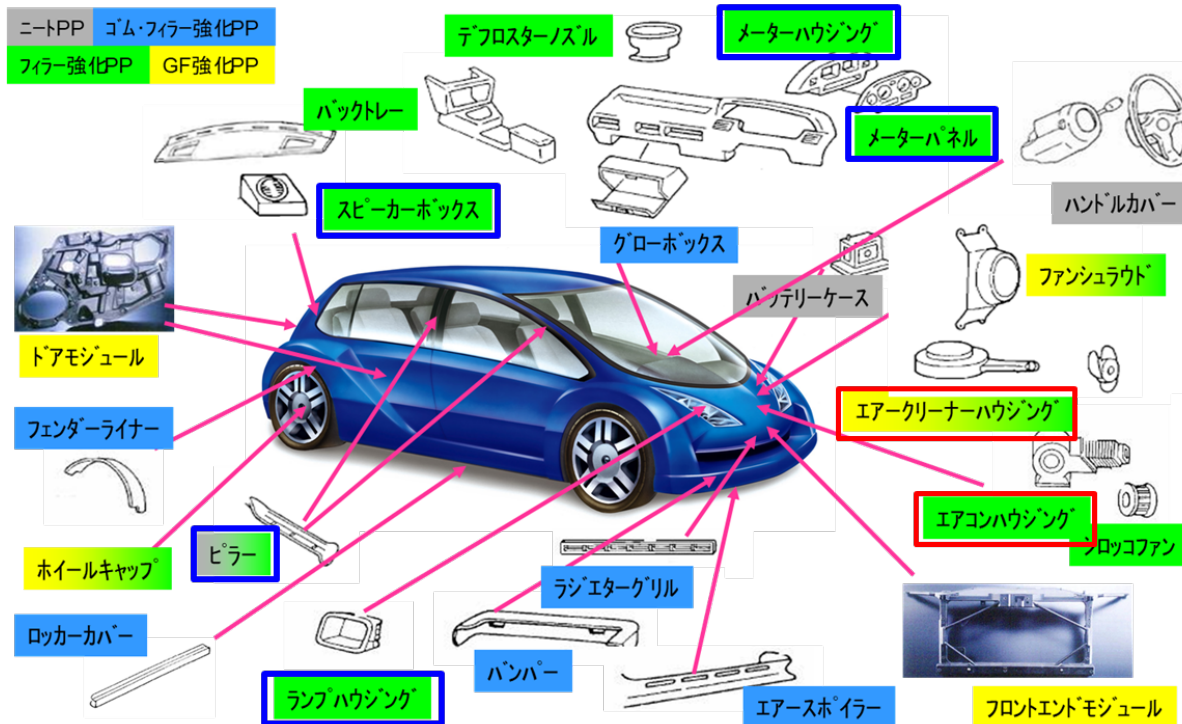 ニートPP ゴム・フィラー強化PP
フィラー強化PP GF強化PP
デフロスターノズル
メーターハウジング
バックトレー
メーターパネル
スピーカーボックス
ハンドルカバー
グローボックス
ファンシュラウド
バッテリーケース
ドアモジュール
エアークリーナーハウジング
フェンダーライナー
エアコンハウジング
ピラー
シロッコファン
ホイールキャップ
ラジエターグリル
ロッカーカバー
バンパー
ランプハウジング
エアースポイラー
フロントエンドモジュール